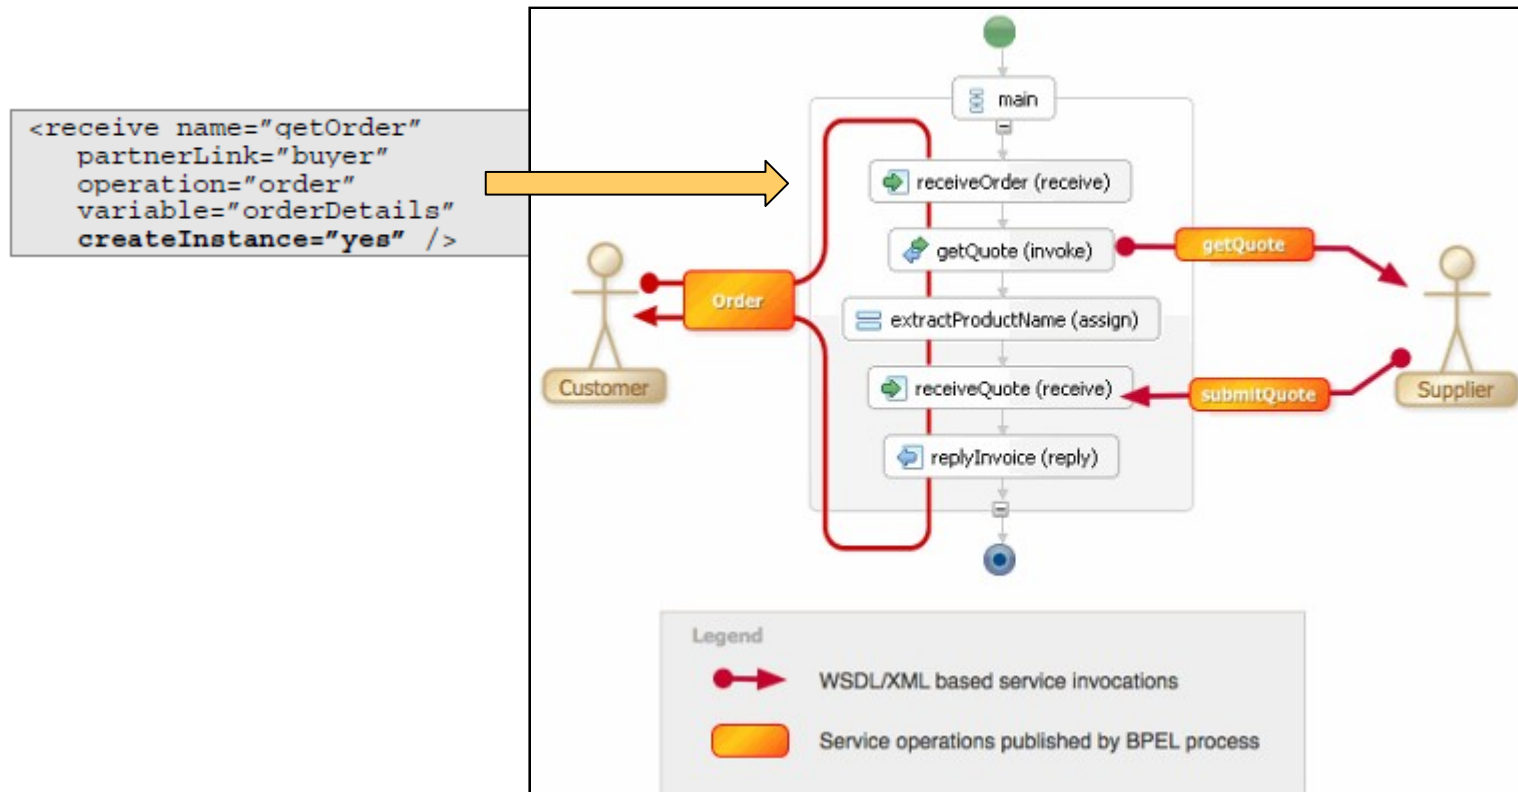 <receive name="getOrder"
partnerLink="buyer"
operation="order"
variable="orderDetails"
createInstance="yes" />
main
receiveOrder (receive)
getQuote (invoke)
getQuote
Order
extractProductName (assign)
Customer
receiveQuote (receive)
submitQuote
Supplier
replyInvoice (reply)
Legend
WSDL/XML based service invocations
Service operations published by BPEL process